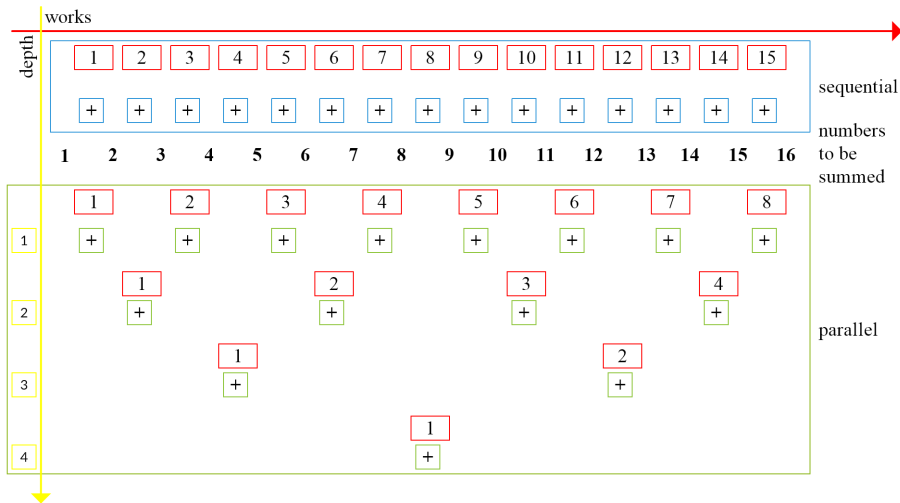 works
depth
1 2 3 4 5 6 7 8 9 10 11 12 13 14 15
sequential
+ + + + + + + + + + + + + + +
numbers
to be
summed
1 2 3 4 5 6 7 8 9 10 11 12 13 14 15 16
1 2 3 4 5 6 7 8
1 + + + + + + + +
1 2 3 4
2 + + + +
parallel
1 2
3 + +
1
4 +